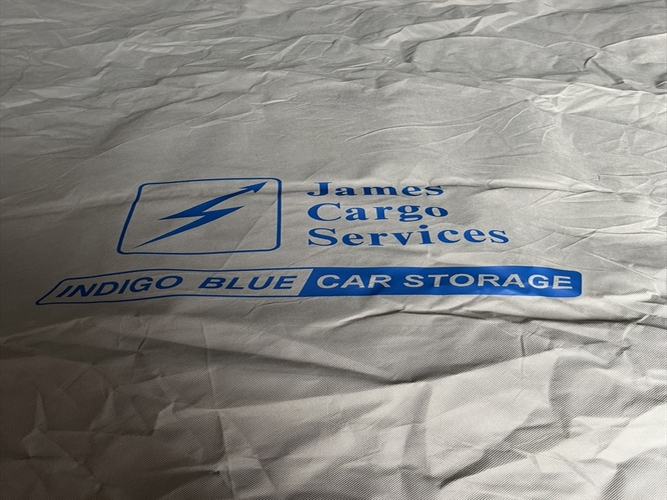 James
Cargo
Services
INDIGO BLUE CAR STORAGE